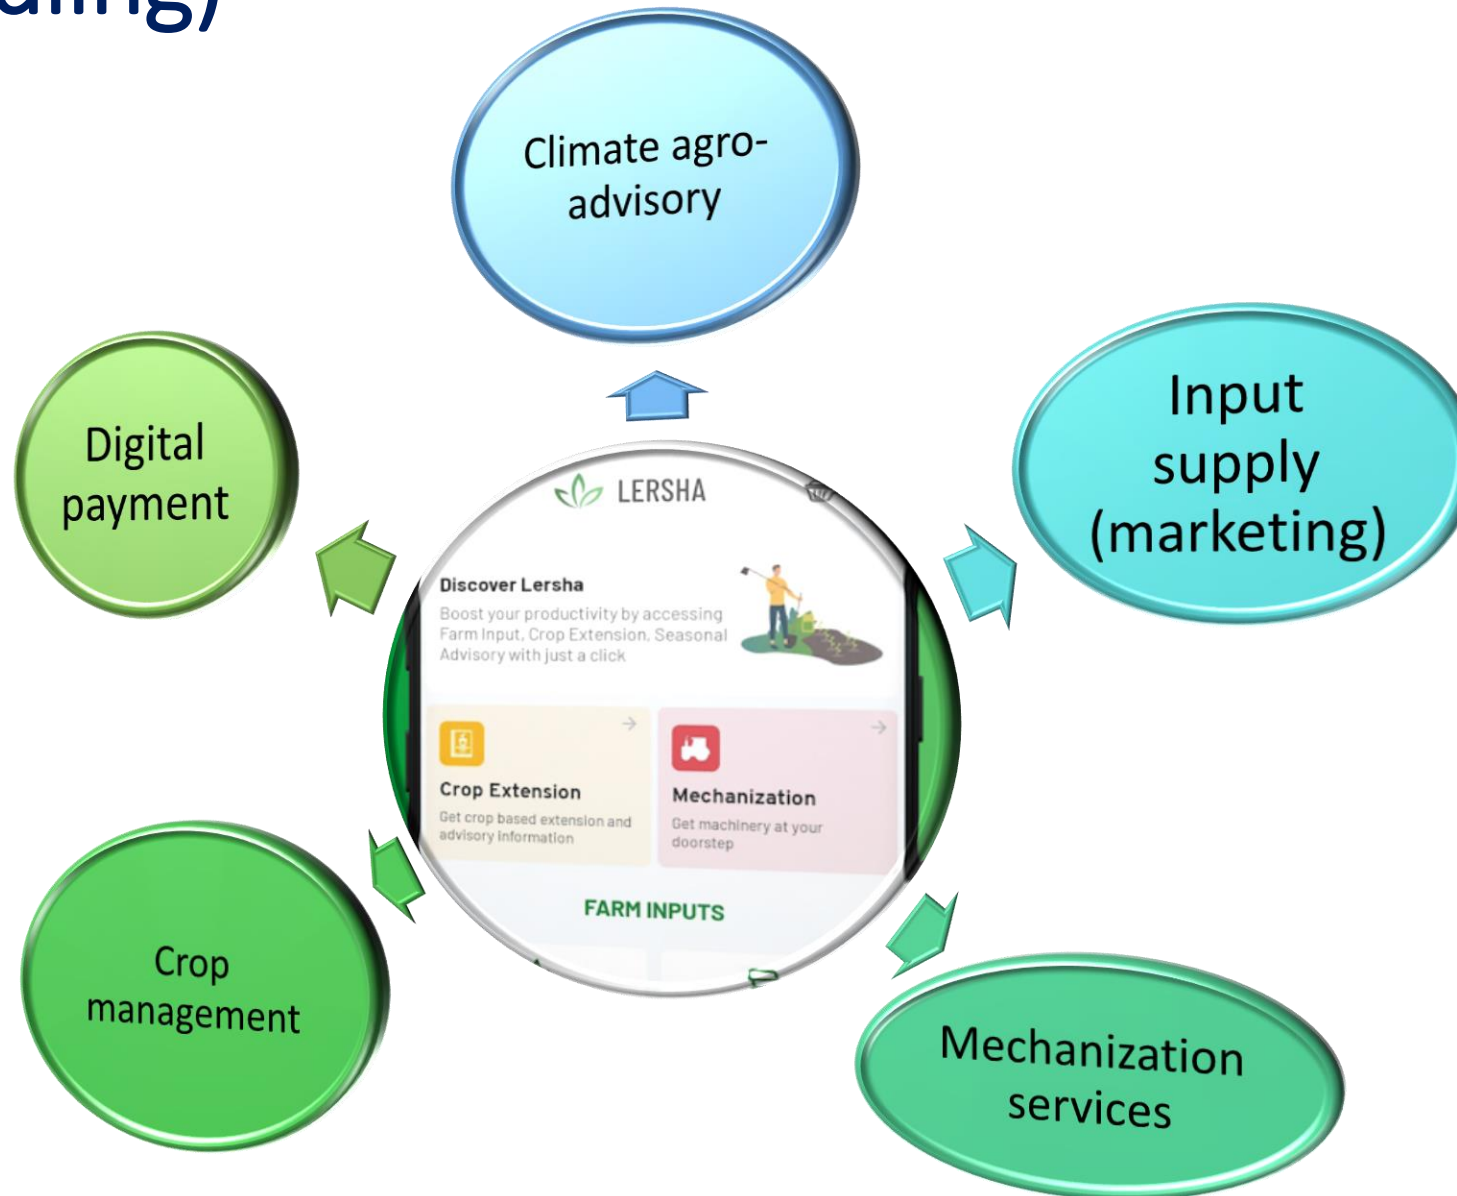 Climate agro-
advisory
Digital
payment
Input
supply
(marketing)
LERSHA
Discover Lersha
Boost your productivity by accessing
Farm Input, Crop Extension, Seasonal
Advisory with just a click
Crop Extension
Get crop based extension and
advisory information
Mechanization
Get machinery at your
doorstep
FARM INPUTS
Crop
management
Mechanization
services